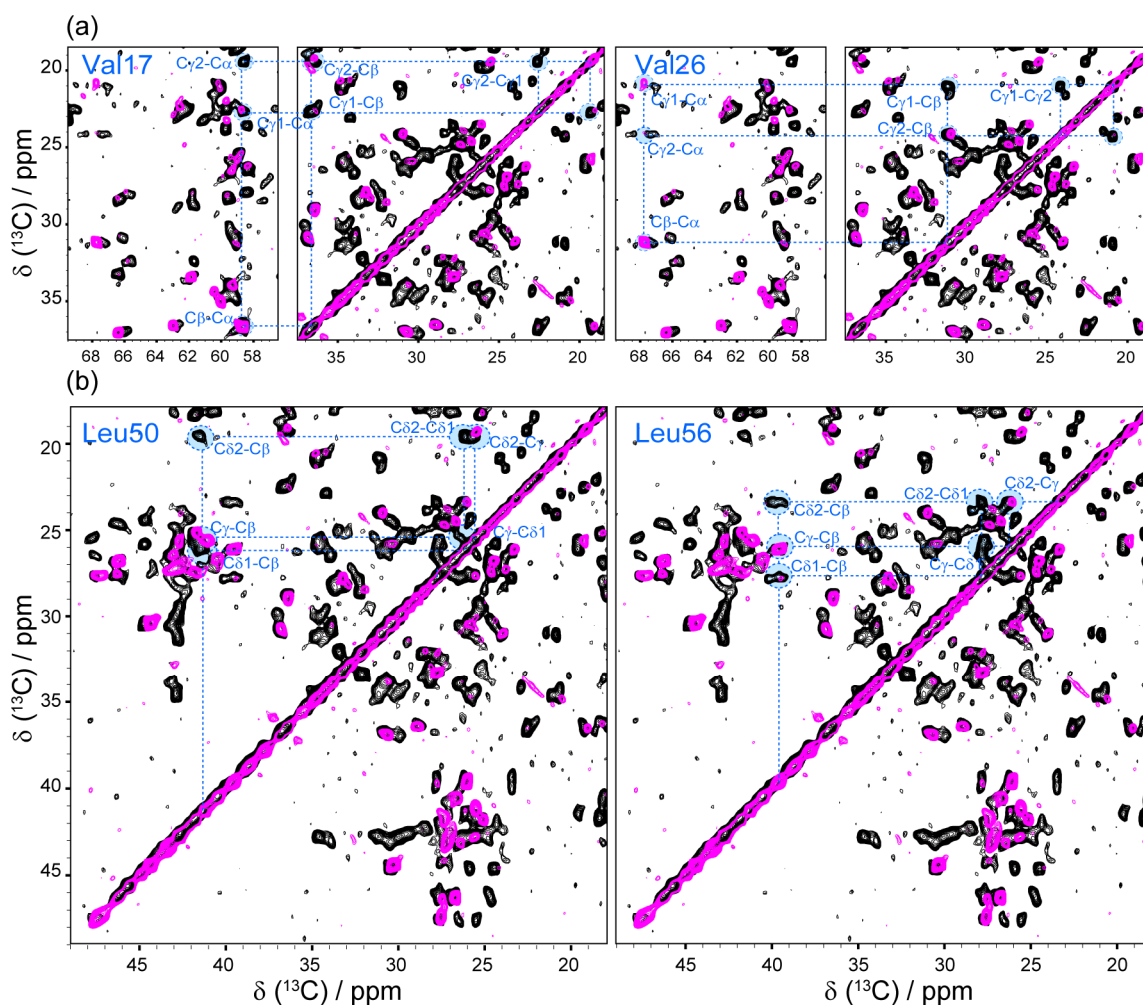 (a)
Val17
Cγ2-Cα
Cγ2-Cβ
Cγ2-Cγ1
Cγ1-Cβ
Cγ1-Cα
Cβ-Cα
Val26
Cγ1-Cα
Cγ1-Cβ
Cγ1-Cγ2
Cγ2-Cβ
Cγ2-Cα
Cβ-Cα
20
25
30
35
δ (¹³C) / ppm
68 66 64 62 60 58
35 30 25 20
68 66 64 62 60 58
35 30 25 20
(b)
Leu50
Cδ2-Cδ1
Cδ2-Cβ
Cδ2-Cγ
Cγ-Cβ
Cγ-Cδ1
Cδ1-Cβ
Leu56
Cδ2-Cδ1
Cδ2-Cγ
Cδ2-Cβ
Cγ-Cβ
Cγ-Cδ1
Cδ1-Cβ
20
25
30
35
40
45
δ (¹³C) / ppm
45 40 35 30 25 20
45 40 35 30 25 20
δ (¹³C) / ppm
δ (¹³C) / ppm